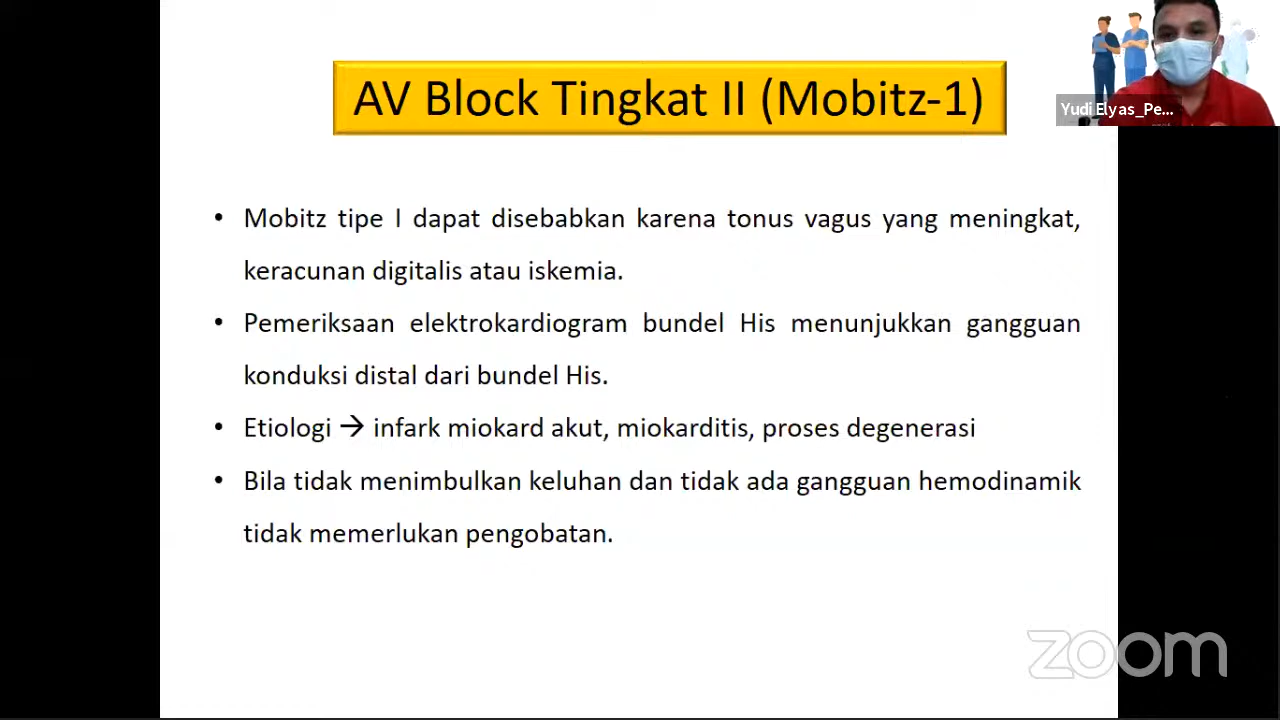 AV Block Tingkat II (Mobitz-1)
Yudi Elyas_Pe...
• Mobitz tipe I dapat disebabkan karena tonus vagus yang meningkat,
keracunan digitalis atau iskemia.
• Pemeriksaan elektrokardiogram bundel His menunjukkan gangguan
konduksi distal dari bundel His.
• Etiologi → infark miokard akut, miokarditis, proses degenerasi
• Bila tidak menimbulkan keluhan dan tidak ada gangguan hemodinamik
tidak memerlukan pengobatan.
zoom